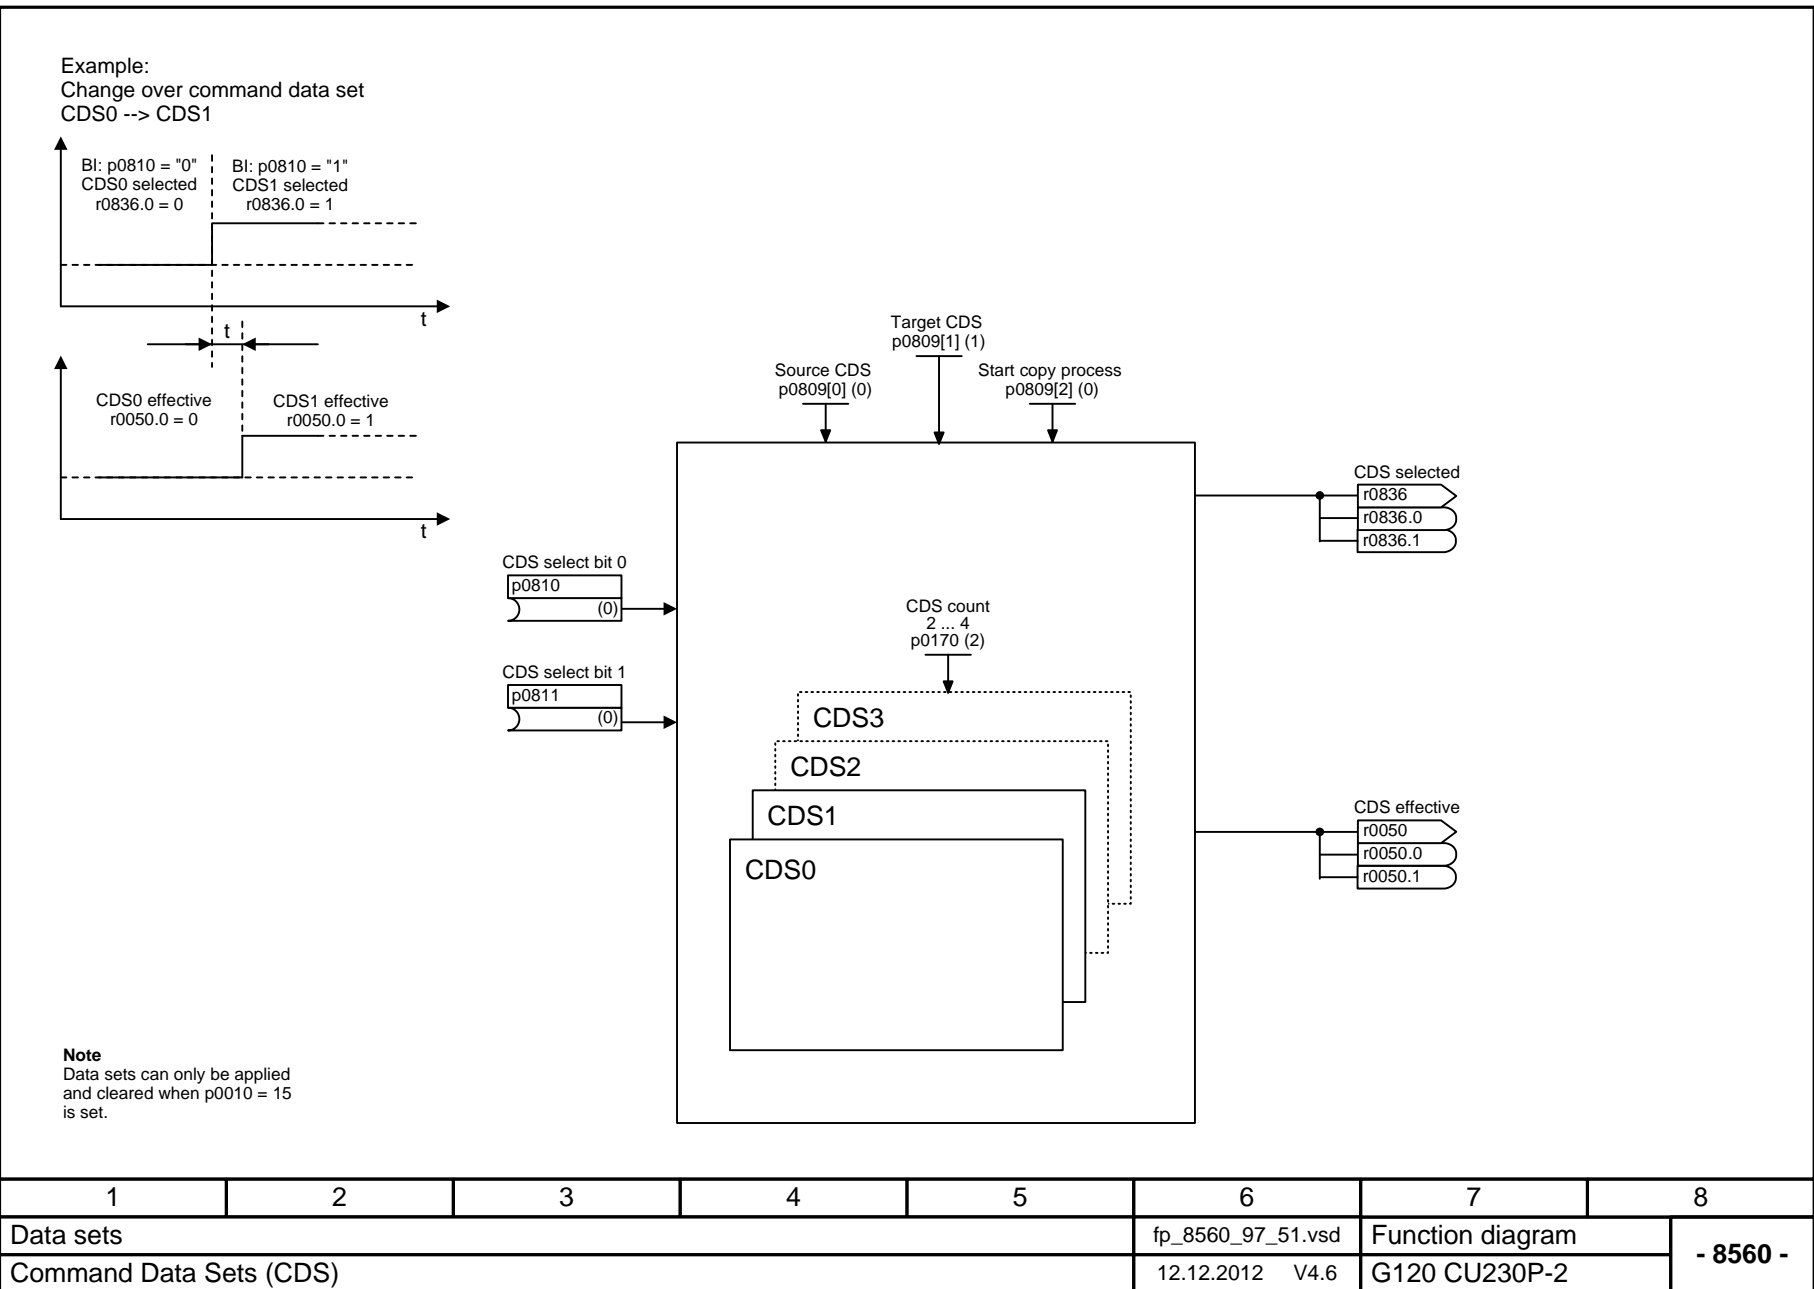 Example:
Change over command data set
CDS0 --> CDS1
BI: p0810 = "0"
CDS0 selected
r0836.0 = 0
BI: p0810 = "1"
CDS1 selected
r0836.0 = 1
t
t
CDS0 effective
r0050.0 = 0
CDS1 effective
r0050.0 = 1
t
Target CDS
p0809[1] (1)
Source CDS
p0809[0] (0)
Start copy process
p0809[2] (0)
CDS selected
r0836
r0836.0
r0836.1
CDS select bit 0
p0810
(0)
CDS count
2 ... 4
p0170 (2)
CDS select bit 1
p0811
(0)
CDS3
CDS2
CDS1
CDS0
CDS effective
r0050
r0050.0
r0050.1
Note
Data sets can only be applied
and cleared when p0010 = 15
is set.
1 2 3 4 5 6 7 8
Data sets
fp_8560_97_51.vsd
Function diagram
- 8560 -
Command Data Sets (CDS)
12.12.2012 V4.6
G120 CU230P-2